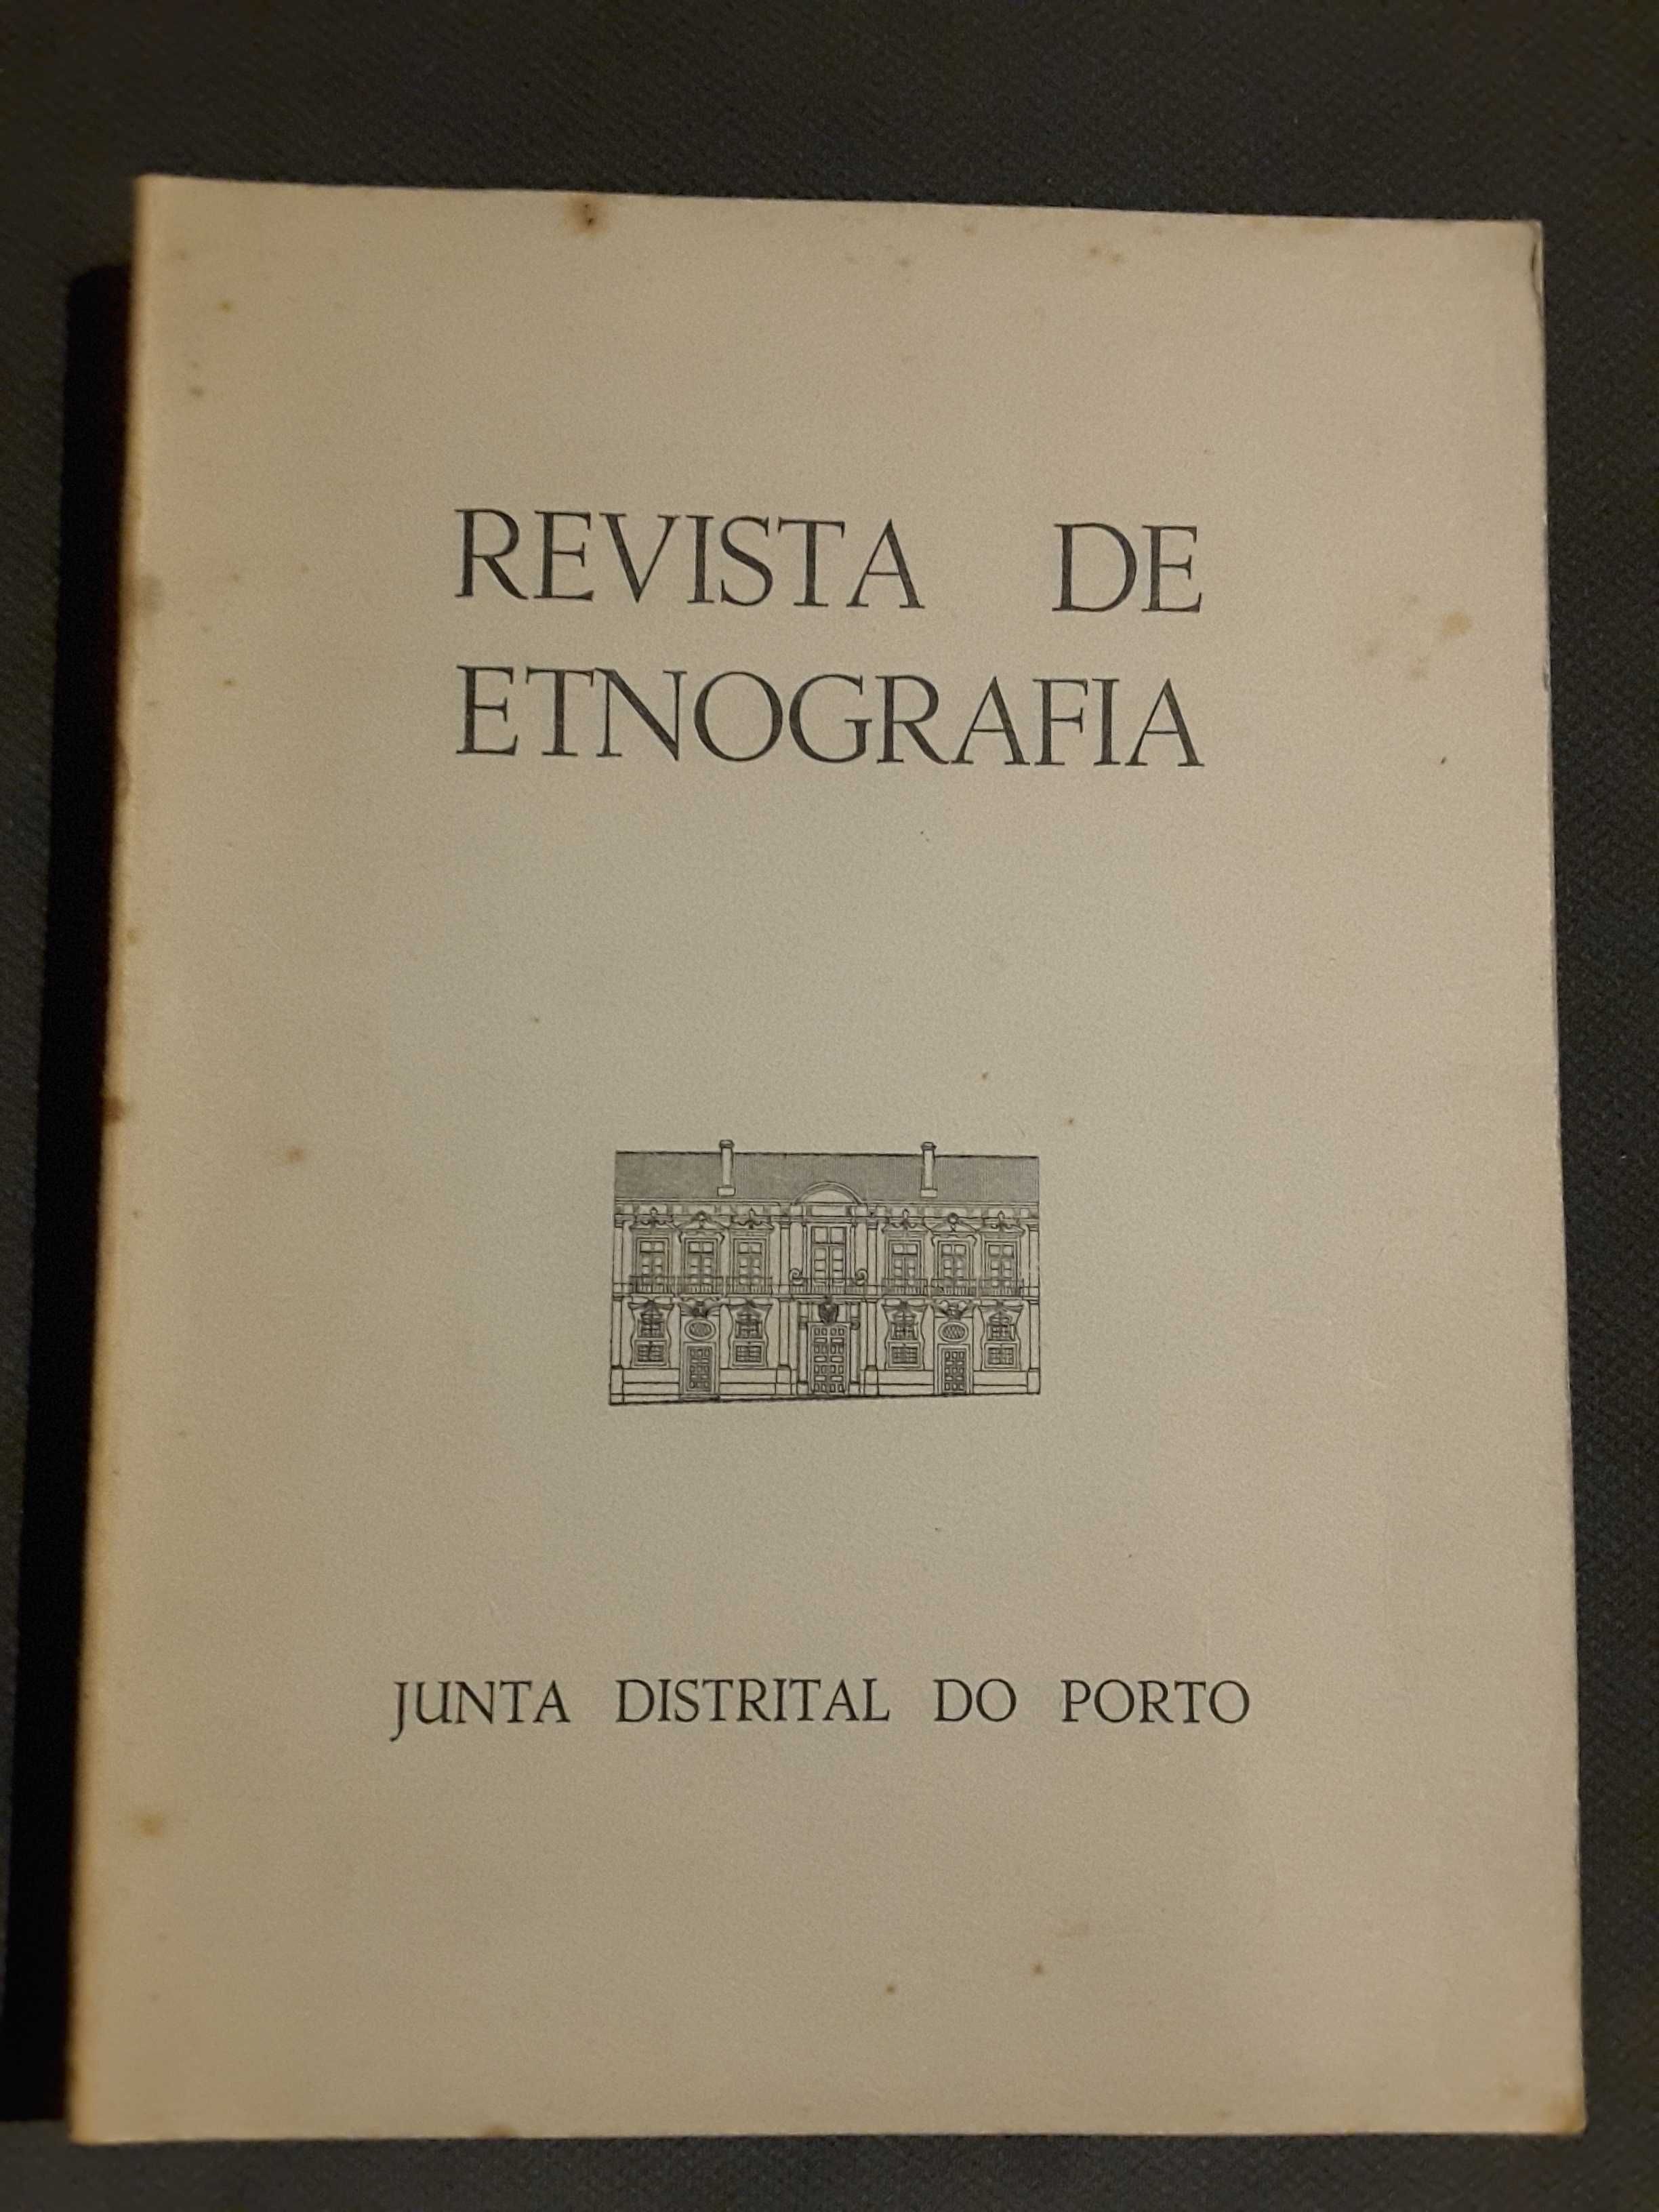 REVISTA DE
ETNOGRAFIA
JUNTA DISTRITAL DO PORTO